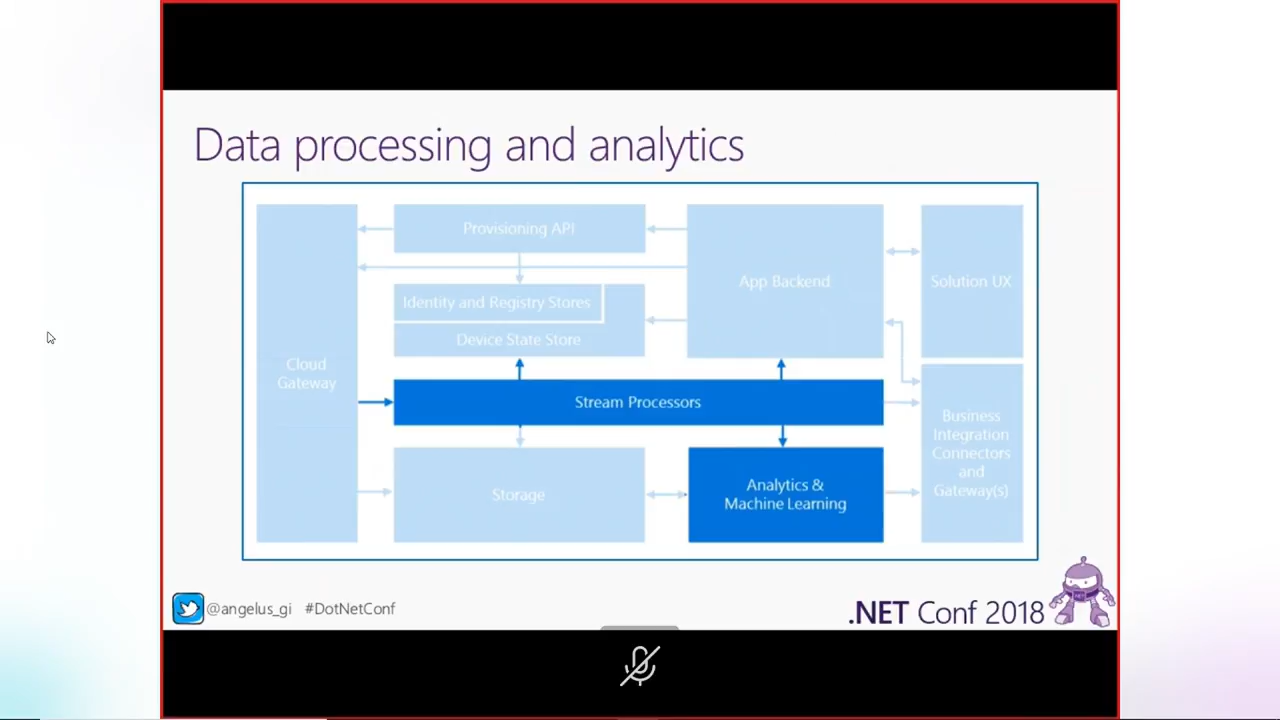 Data processing and analytics
Provisioning API
App Backend
Solution UX
Identity and Registry Stores
Device State Store
Cloud
Gateway
Stream Processors
Business
Integration
Connectors
and
Gateway(s)
Storage
Analytics &
Machine Learning
@angelus_gi #DotNetConf
.NET Conf 2018